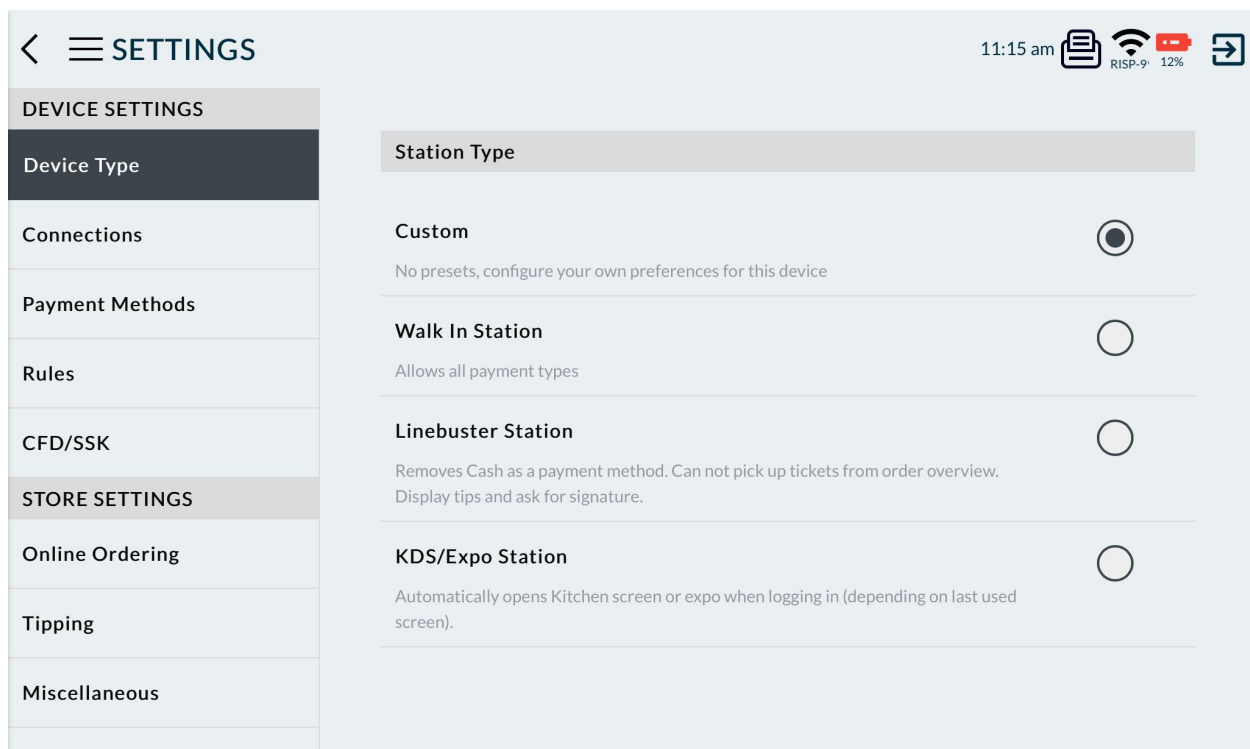 SETTINGS
11:15 am
RISP-9
12%
DEVICE SETTINGS
Device Type
Connections
Payment Methods
Rules
CFD/SSK
STORE SETTINGS
Online Ordering
Tipping
Miscellaneous
Station Type
Custom
No presets, configure your own preferences for this device
Walk In Station
Allows all payment types
Linebuster Station
Removes Cash as a payment method. Can not pick up tickets from order overview.
Display tips and ask for signature.
KDS/Expo Station
Automatically opens Kitchen screen or expo when logging in (depending on last used
screen).